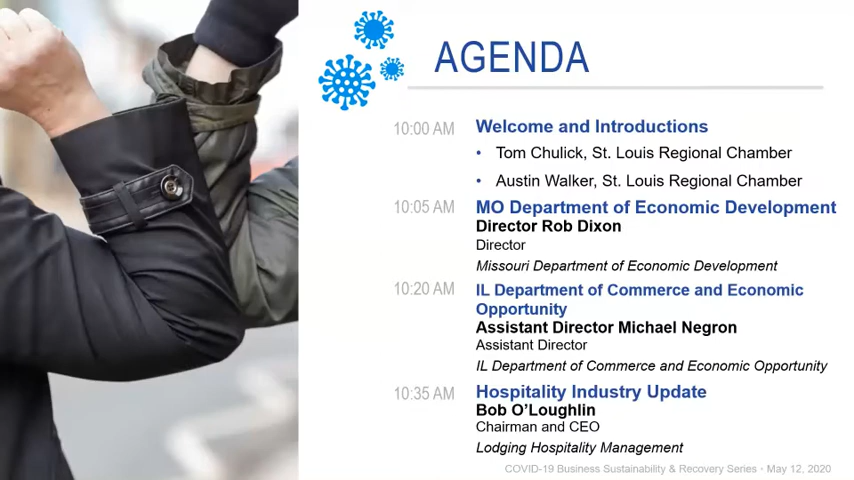 AGENDA
10:00 AM Welcome and Introductions
• Tom Chulick, St. Louis Regional Chamber
• Austin Walker, St. Louis Regional Chamber
10:05 AM MO Department of Economic Development
Director Rob Dixon
Director
Missouri Department of Economic Development
10:20 AM IL Department of Commerce and Economic
Opportunity
Assistant Director Michael Negron
Assistant Director
IL Department of Commerce and Economic Opportunity
10:35 AM Hospitality Industry Update
Bob O’Loughlin
Chairman and CEO
Lodging Hospitality Management
COVID-19 Business Sustainability & Recovery Series · May 12, 2020